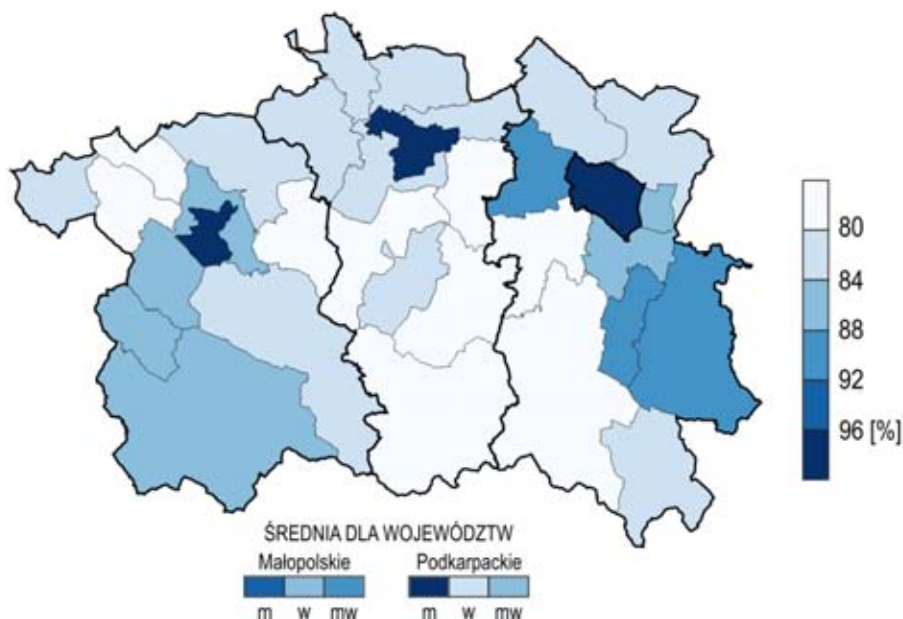 80
84
88
92
96 [%]
ŚREDNIA DLA WOJEWÓDZTW
Małopolskie Podkarpackie
m w mw m w mw